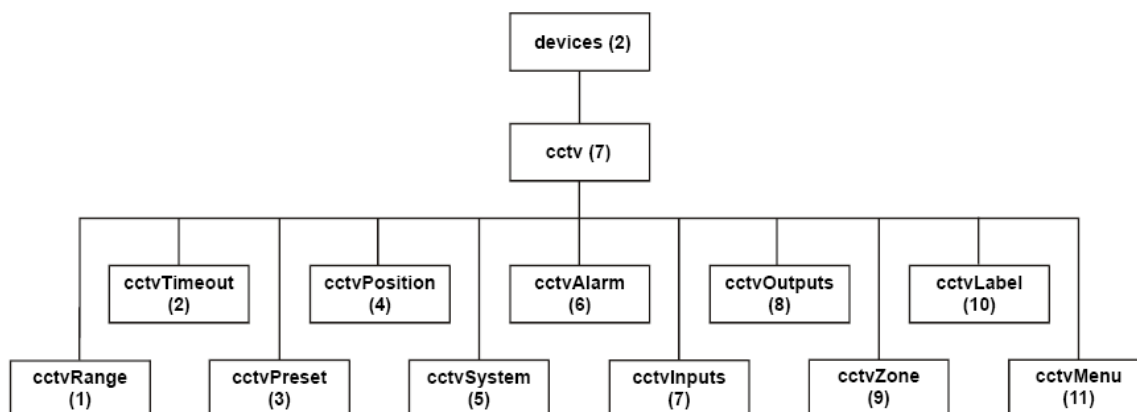 devices (2)
cctv (7)
cctvTimeout
(2)
cctvPosition
(4)
cctvAlarm
(6)
cctvOutputs
(8)
cctvLabel
(10)
cctvRange
(1)
cctvPreset
(3)
cctvSystem
(5)
cctvInputs
(7)
cctvZone
(9)
cctvMenu
(11)